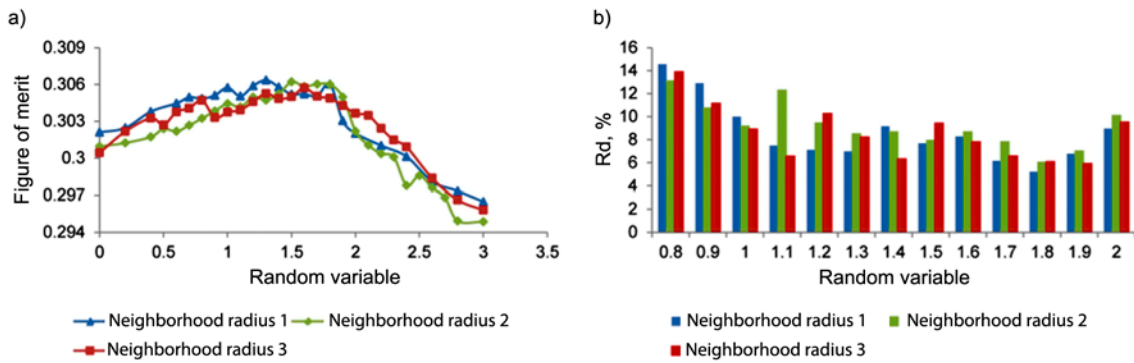 a)
Figure of merit
0.309
0.306
0.303
0.3
0.297
0.294
0 0.5 1 1.5 2 2.5 3 3.5
Random variable
Neighborhood radius 1 Neighborhood radius 2
Neighborhood radius 3
b)
Rd, %
16
14
12
10
8
6
4
2
0
0.8 0.9 1 1.1 1.2 1.3 1.4 1.5 1.6 1.7 1.8 1.9 2
Random variable
Neighborhood radius 1 Neighborhood radius 2
Neighborhood radius 3